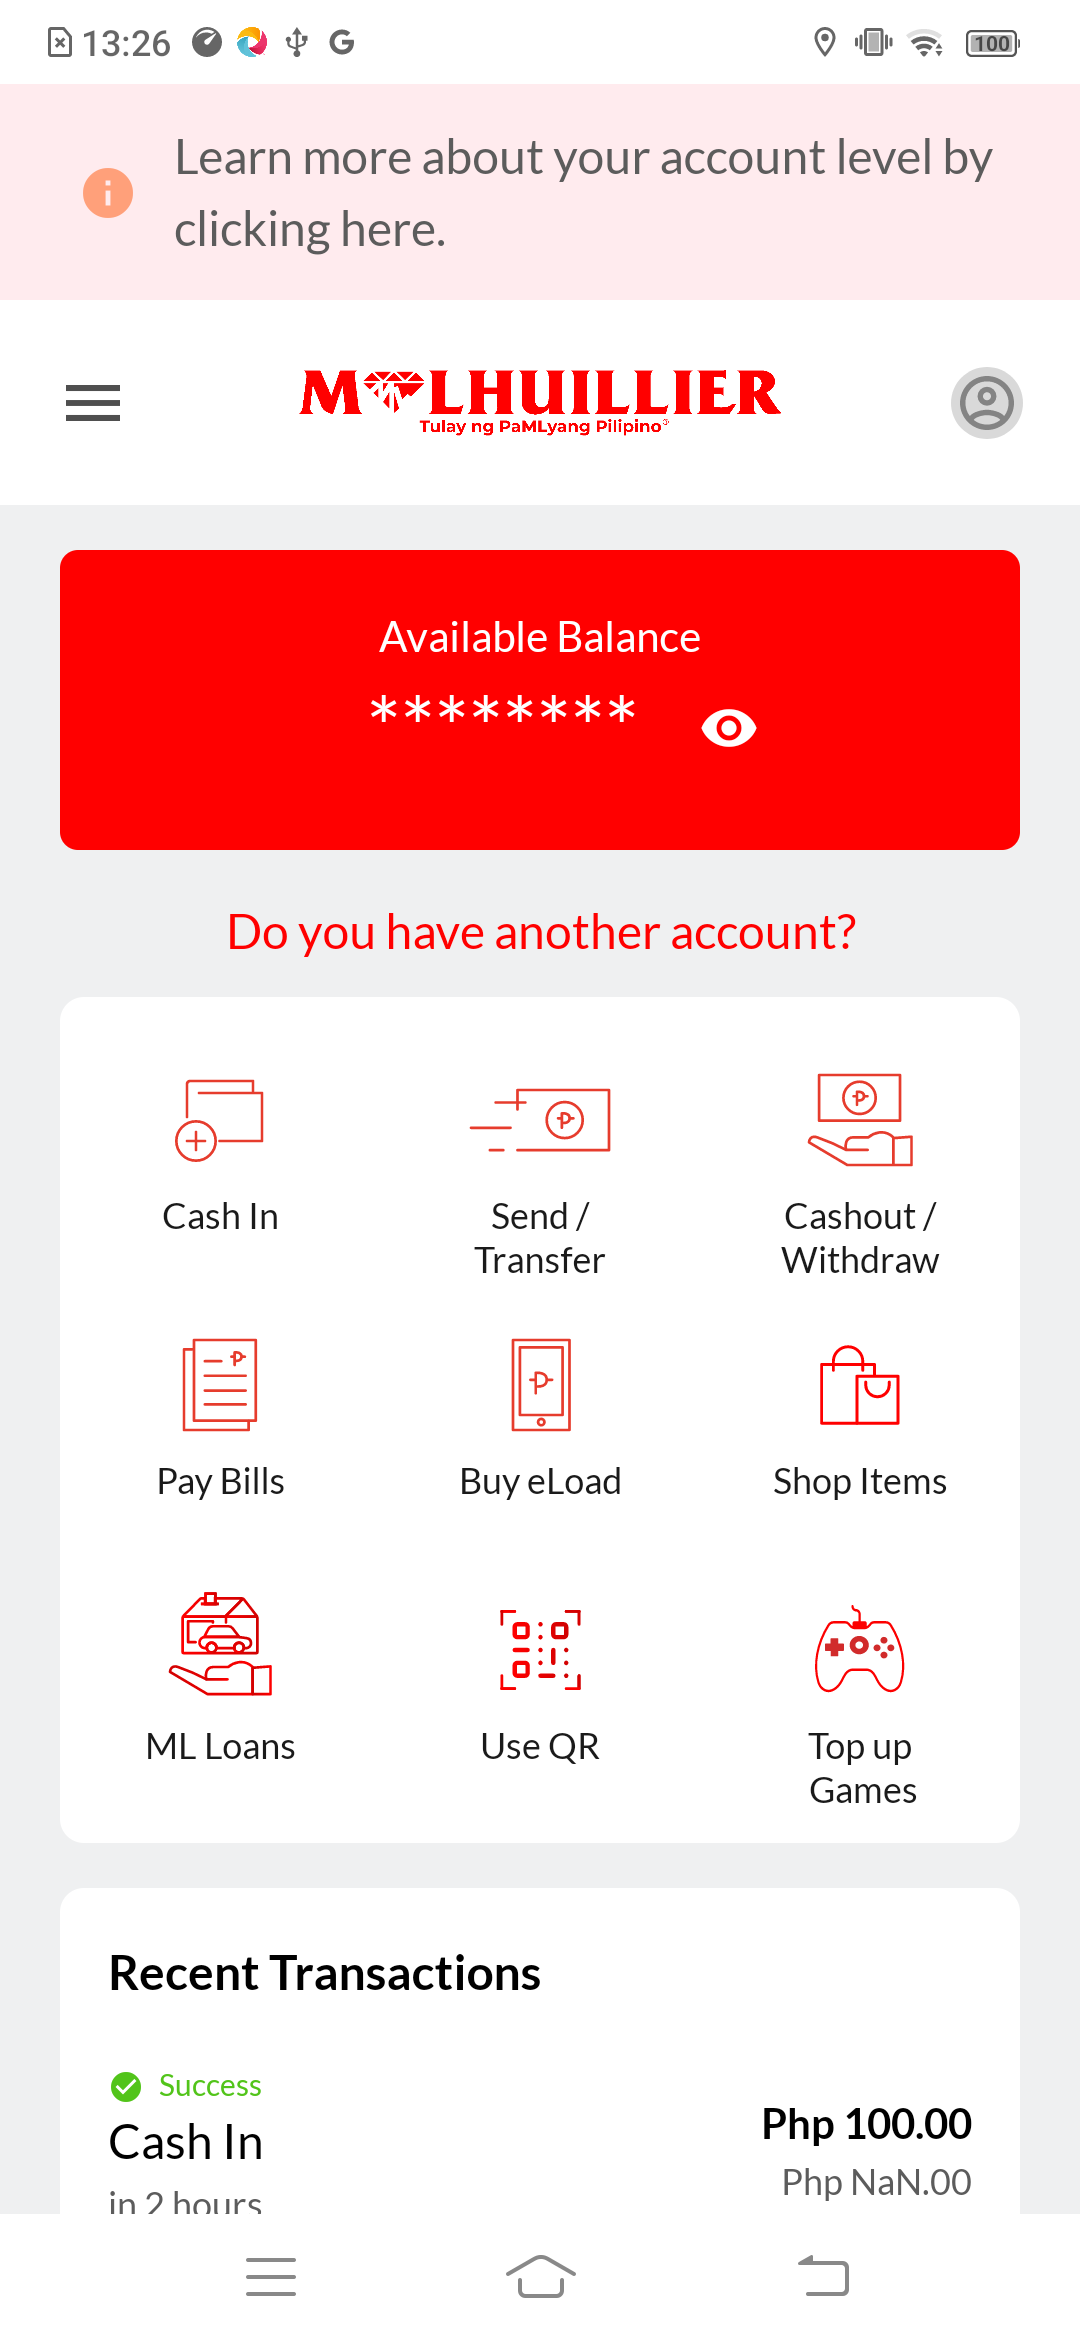 13:26
100
Learn more about your account level by
clicking here.
M LHUILLIER
Tulay ng PaMLyang Pilipino®
Available Balance
********
Do you have another account?
Cash In
Send /
Transfer
Cashout /
Withdraw
Pay Bills
Buy eLoad
Shop Items
ML Loans
Use QR
Top up
Games
Recent Transactions
Success
Cash In
Php 100.00
Php NaN.00
in 2 hours